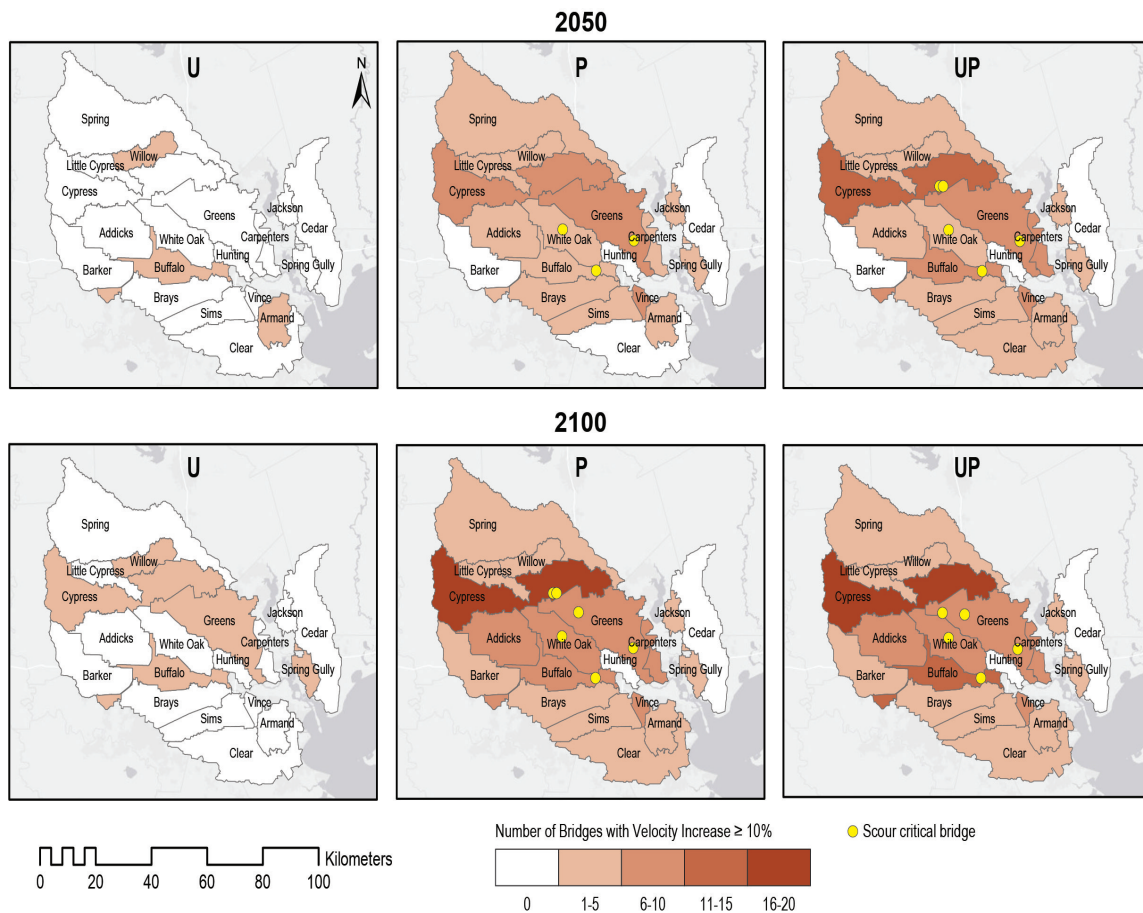 2050
U
N
Spring
Willow
Little Cypress
Cypress
Jackson
Greens
Cedar
Addicks
White Oak
Carpenters
Hunting
Barker
Buffalo
Spring Gully
Brays
Vince
Sims
Armand
Clear
P
Spring
Willow
Little Cypress
Cypress
Jackson
Greens
Cedar
Addicks
White Oak
Carpenters
Hunting
Barker
Buffalo
Spring Gully
Brays
Vince
Sims
Armand
Clear
UP
Spring
Willow
Little Cypress
Cypress
Jackson
Greens
Cedar
Addicks
White Oak
Carpenters
Hunting
Barker
Buffalo
Spring Gully
Brays
Vince
Sims
Armand
Clear
2100
U
Spring
Willow
Little Cypress
Cypress
Jackson
Greens
Cedar
Addicks
White Oak
Carpenters
Hunting
Barker
Buffalo
Spring Gully
Brays
Vince
Sims
Armand
Clear
P
Spring
Willow
Little Cypress
Cypress
Jackson
Greens
Cedar
Addicks
White Oak
Carpenters
Hunting
Barker
Buffalo
Spring Gully
Brays
Vince
Sims
Armand
Clear
UP
Spring
Willow
Little Cypress
Cypress
Jackson
Greens
Cedar
Addicks
White Oak
Carpenters
Hunting
Barker
Buffalo
Spring Gully
Brays
Vince
Sims
Armand
Clear
Kilometers
0 20 40 60 80 100
Number of Bridges with Velocity Increase ≥ 10%
0 1-5 6-10 11-15 16-20
Scour critical bridge